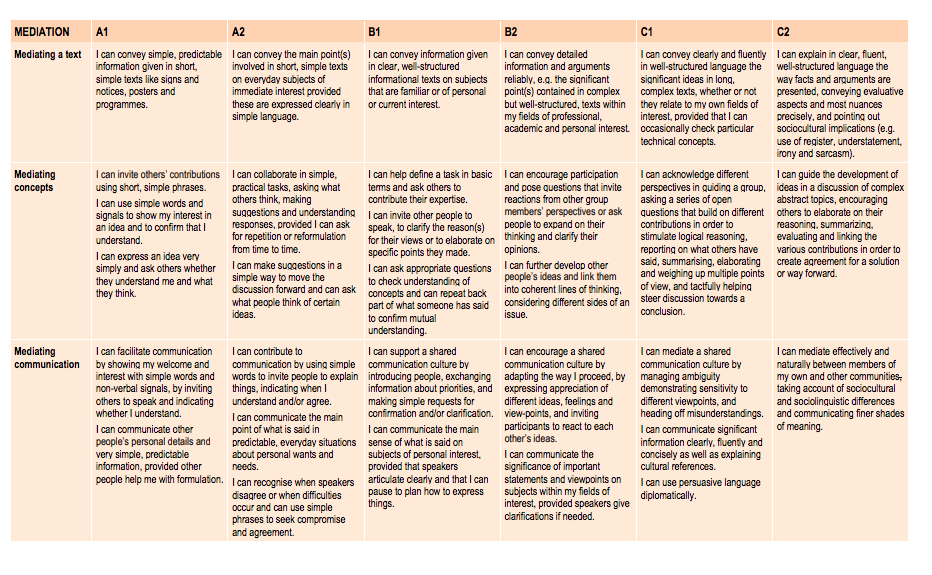 MEDIATION
A1
A2
B1
B2
C1
C2
Mediating a text
I can convey simple, predictable
information given in short,
simple texts like signs and
notices, posters and
programmes.
I can convey the main point(s)
involved in short, simple texts
on everyday subjects of
immediate interest provided
these are expressed clearly in
simple language.
I can convey information given
in clear, well-structured
informational texts on subjects
that are familiar or of personal
or current interest.
I can convey detailed
information and arguments
reliably, e.g. the significant
point(s) contained in complex
but well-structured, texts within
my fields of professional,
academic and personal interest.
I can convey clearly and fluently
in well-structured language the
significant ideas in long,
complex texts, whether or not
they relate to my own fields of
interest, provided that I can
occasionally check particular
technical concepts.
I can explain in clear, fluent,
well-structured language the
way facts and arguments are
presented, conveying evaluative
aspects and most nuances
precisely, and pointing out
sociocultural implications (e.g.
use of register, understatement,
irony and sarcasm).
Mediating
concepts
I can invite others' contributions
using short, simple phrases.
I can use simple words and
signals to show my interest in
an idea and to confirm that I
understand.
I can express an idea very
simply and ask others whether
they understand me and what
they think.
I can collaborate in simple,
practical tasks, asking what
others think, making
suggestions and understanding
responses, provided I can ask
for repetition or reformulation
from time to time.
I can make suggestions in a
simple way to move the
discussion forward and can ask
what people think of certain
ideas.
I can help define a task in basic
terms and ask others to
contribute their expertise.
I can invite other people to
speak, to clarify the reason(s)
for their views or to elaborate on
specific points they made.
I can ask appropriate questions
to check understanding of
concepts and can repeat back
part of what someone has said
to confirm mutual
understanding.
I can encourage participation
and pose questions that invite
reactions from other group
members' perspectives or ask
people to expand on their
thinking and clarify their
opinions.
I can further develop other
people's ideas and link them
into coherent lines of thinking,
considering different sides of an
issue.
I can acknowledge different
perspectives in guiding a group,
asking a series of open
questions that build on different
contributions in order to
stimulate logical reasoning,
reporting on what others have
said, summarising, elaborating
and weighing up multiple points
of view, and tactfully helping
steer discussion towards a
conclusion.
I can guide the development of
ideas in a discussion of complex
abstract topics, encouraging
others to elaborate on their
reasoning, summarizing,
evaluating and linking the
various contributions in order to
create agreement for a solution
or way forward.
Mediating
communication
I can facilitate communication
by showing my welcome and
interest with simple words and
non-verbal signals, by inviting
others to speak and indicating
whether I understand.
I can communicate other
people's personal details and
very simple, predictable
information, provided other
people help me with formulation.
I can contribute to
communication by using simple
words to invite people to explain
things, indicating when I
understand and/or agree.
I can communicate the main
point of what is said in
predictable, everyday situations
about personal wants and
needs.
I can recognise when speakers
disagree or when difficulties
occur and can use simple
phrases to seek compromise
and agreement.
I can support a shared
communication culture by
introducing people, exchanging
information about priorities, and
making simple requests for
confirmation and/or clarification.
I can communicate the main
sense of what is said on
subjects of personal interest,
provided that speakers
articulate clearly and that I can
pause to plan how to express
things.
I can encourage a shared
communication culture by
adapting the way I proceed, by
expressing appreciation of
different ideas, feelings and
view-points, and inviting
participants to react to each
other's ideas.
I can communicate the
significance of important
statements and viewpoints on
subjects within my fields of
interest, provided speakers give
clarifications if needed.
I can mediate a shared
communication culture by
managing ambiguity
demonstrating sensitivity to
different viewpoints, and
heading off misunderstandings.
I can communicate significant
information clearly, fluently and
concisely as well as explaining
cultural references.
I can use persuasive language
diplomatically.
I can mediate effectively and
naturally between members of
my own and other communities,
taking account of sociocultural
and sociolinguistic differences
and communicating finer shades
of meaning.